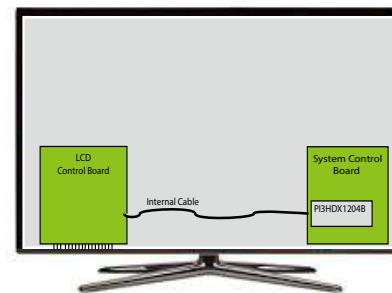 LCD
Control Board
Internal Cable
System Control
Board
PI3HDX1204B